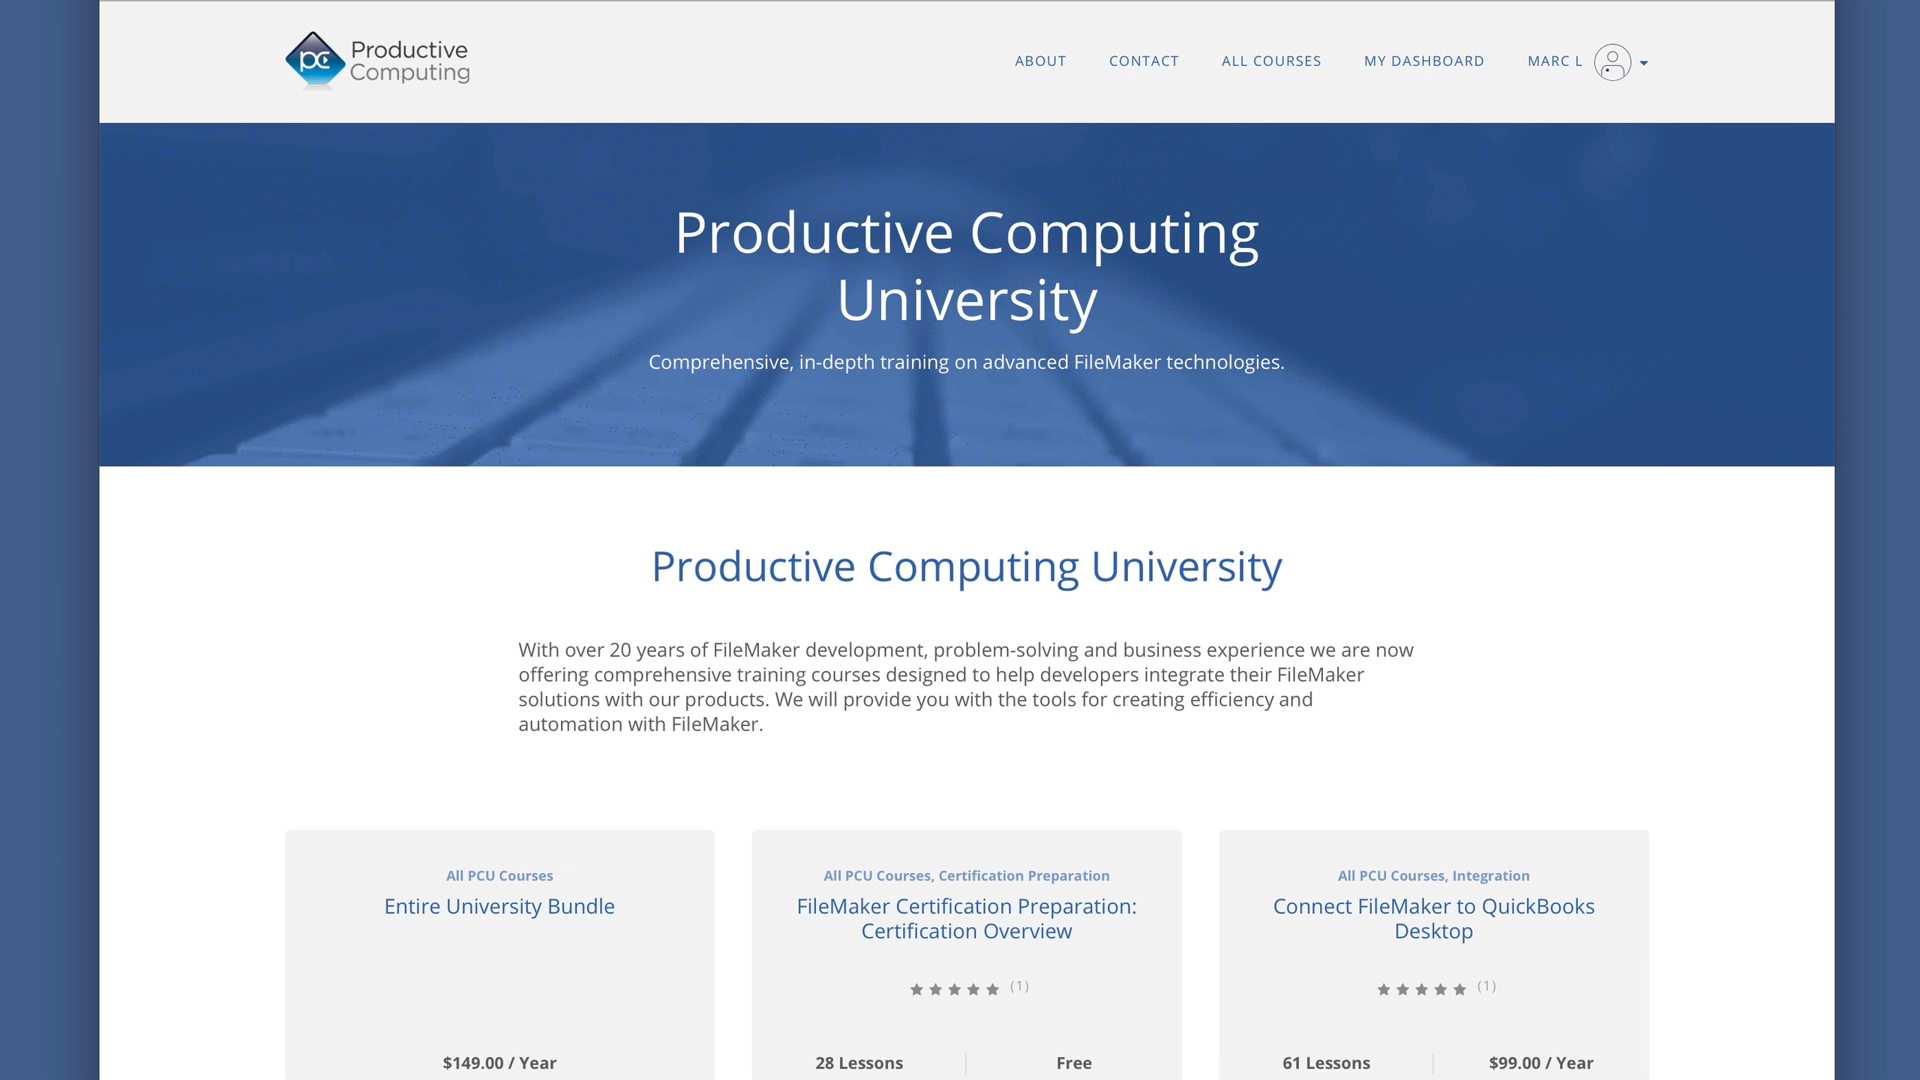 pc Productive
Computing
ABOUT CONTACT ALL COURSES MY DASHBOARD MARC L
Productive Computing
University
Comprehensive, in-depth training on advanced FileMaker technologies.
Productive Computing University
With over 20 years of FileMaker development, problem-solving and business experience we are now
offering comprehensive training courses designed to help developers integrate their FileMaker
solutions with our products. We will provide you with the tools for creating efficiency and
automation with FileMaker.
All PCU Courses
Entire University Bundle
$149.00 / Year
All PCU Courses, Certification Preparation
FileMaker Certification Preparation:
Certification Overview
(1)
28 Lessons Free
All PCU Courses, Integration
Connect FileMaker to QuickBooks
Desktop
(1)
61 Lessons $99.00 / Year